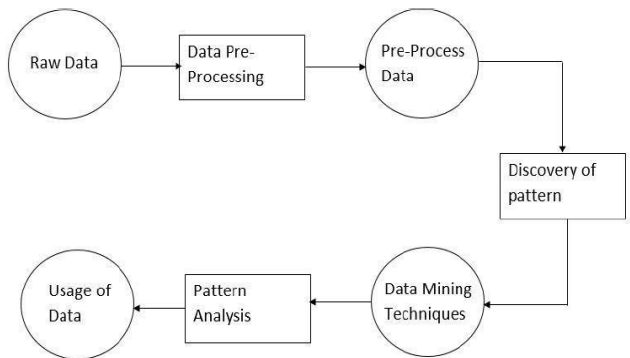 Raw Data
Data Pre-
Processing
Pre-Process
Data
Discovery of
pattern
Data Mining
Techniques
Pattern
Analysis
Usage of
Data